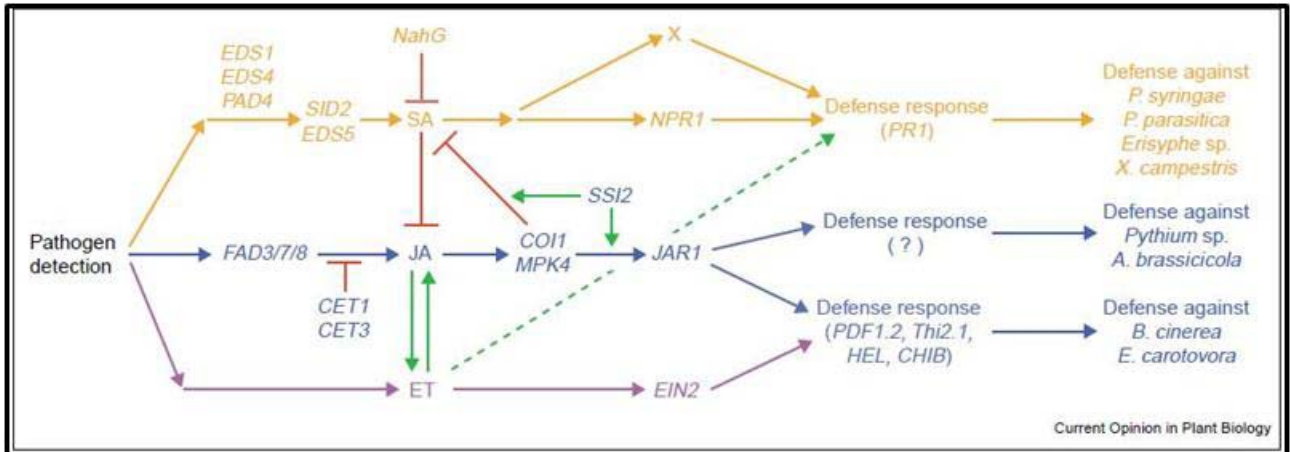 NahG
X
EDS1
EDS4
PAD4
SID2
EDS5
SA
NPR1
Defense response
(PR1)
Defense against
P. syringae
P. parasitica
Erisyphe sp.
X. campestris
SSI2
Pathogen
detection
FAD3/7/8
JA
COI1
MPK4
JAR1
Defense response
(?)
Defense against
Pythium sp.
A. brassicicola
CET1
CET3
Defense response
(PDF1.2, Thi2.1,
HEL, CHIB)
Defense against
B. cinerea
E. carotovora
ET
EIN2
Current Opinion in Plant Biology